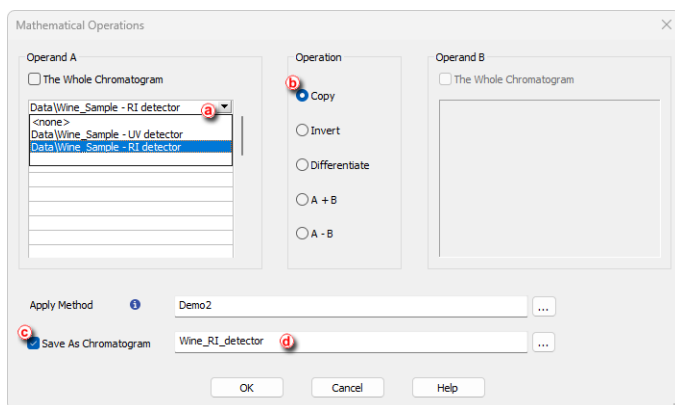 Mathematical Operations
Operand A
The Whole Chromatogram
Data\Wine_Sample - RI detector
a
<none>
Data\Wine_Sample - UV detector
Data\Wine_Sample - RI detector
Operation
b
Copy
Invert
Differentiate
A + B
A - B
Operand B
The Whole Chromatogram
Apply Method
i
Demo2
...
c
Save As Chromatogram
Wine_RI_detector
d
...
OK
Cancel
Help